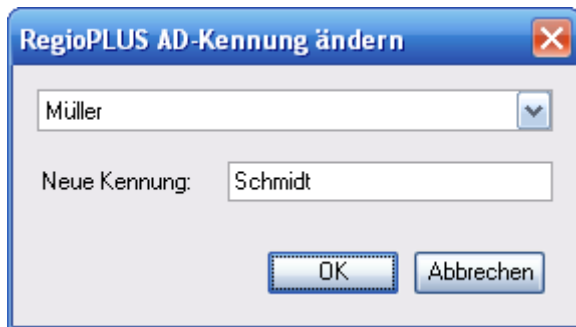 RegioPLUS AD-Kennung ändern
Müller
Neue Kennung: Schmidt
OK Abbrechen